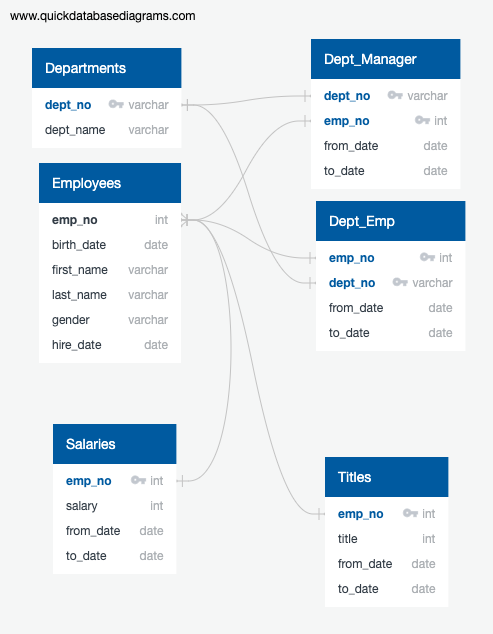 www.quickdatabasediagrams.com
Departments
dept_no varchar
dept_name varchar
Dept_Manager
dept_no varchar
emp_no int
from_date date
to_date date
Employees
emp_no int
birth_date date
first_name varchar
last_name varchar
gender varchar
hire_date date
Dept_Emp
emp_no int
dept_no varchar
from_date date
to_date date
Salaries
emp_no int
salary int
from_date date
to_date date
Titles
emp_no int
title int
from_date date
to_date date